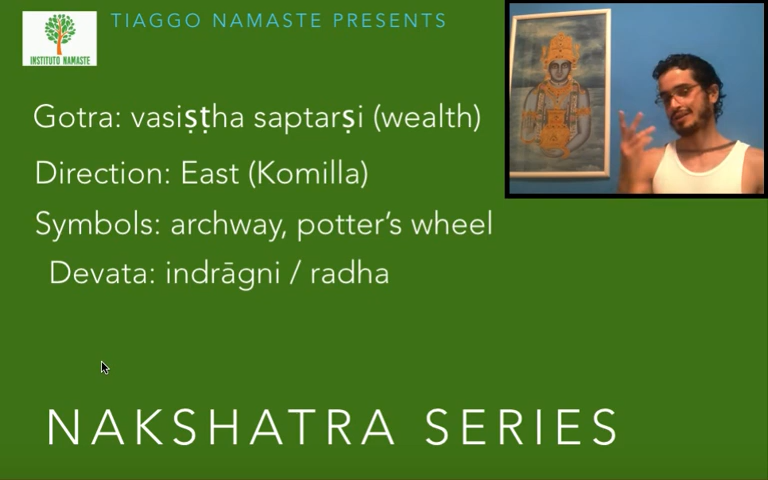 TIAGGO NAMASTE PRESENTS
INSTITUTO NAMASTE
Gotra: vasiṣṭha saptarṣi (wealth)
Direction: East (Komilla)
Symbols: archway, potter's wheel
Devata: indrāgni / radha
NAKSHATRA SERIES